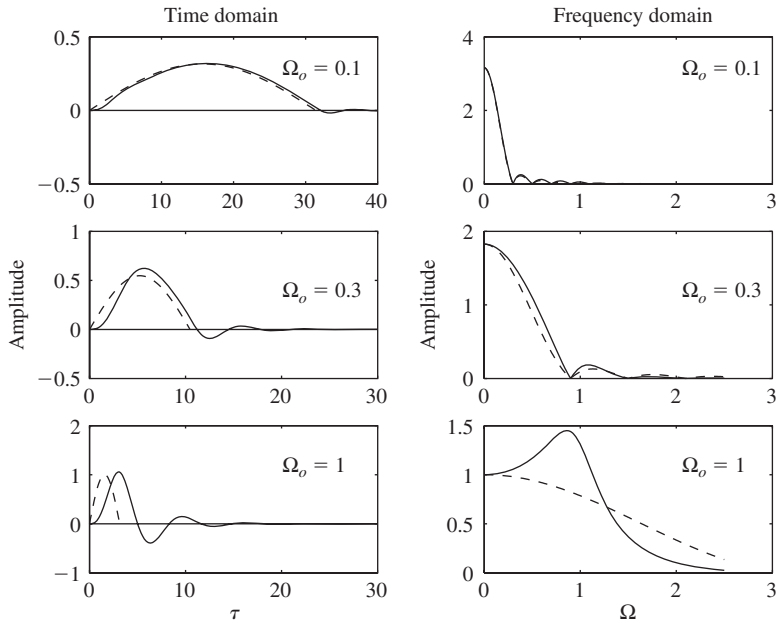 Time domain
Frequency domain
0.5
0
−0.5
0 10 20 30 40
Ωo = 0.1
4
2
0
0 1 2 3
Ωo = 0.1
Amplitude
1
0.5
0
−0.5
0 10 20 30
Ωo = 0.3
Amplitude
2
1
0
0 1 2 3
Ωo = 0.3
2
1
0
−1
0 10 20 30
Ωo = 1
τ
1.5
1
0.5
0
0 1 2 3
Ωo = 1
Ω